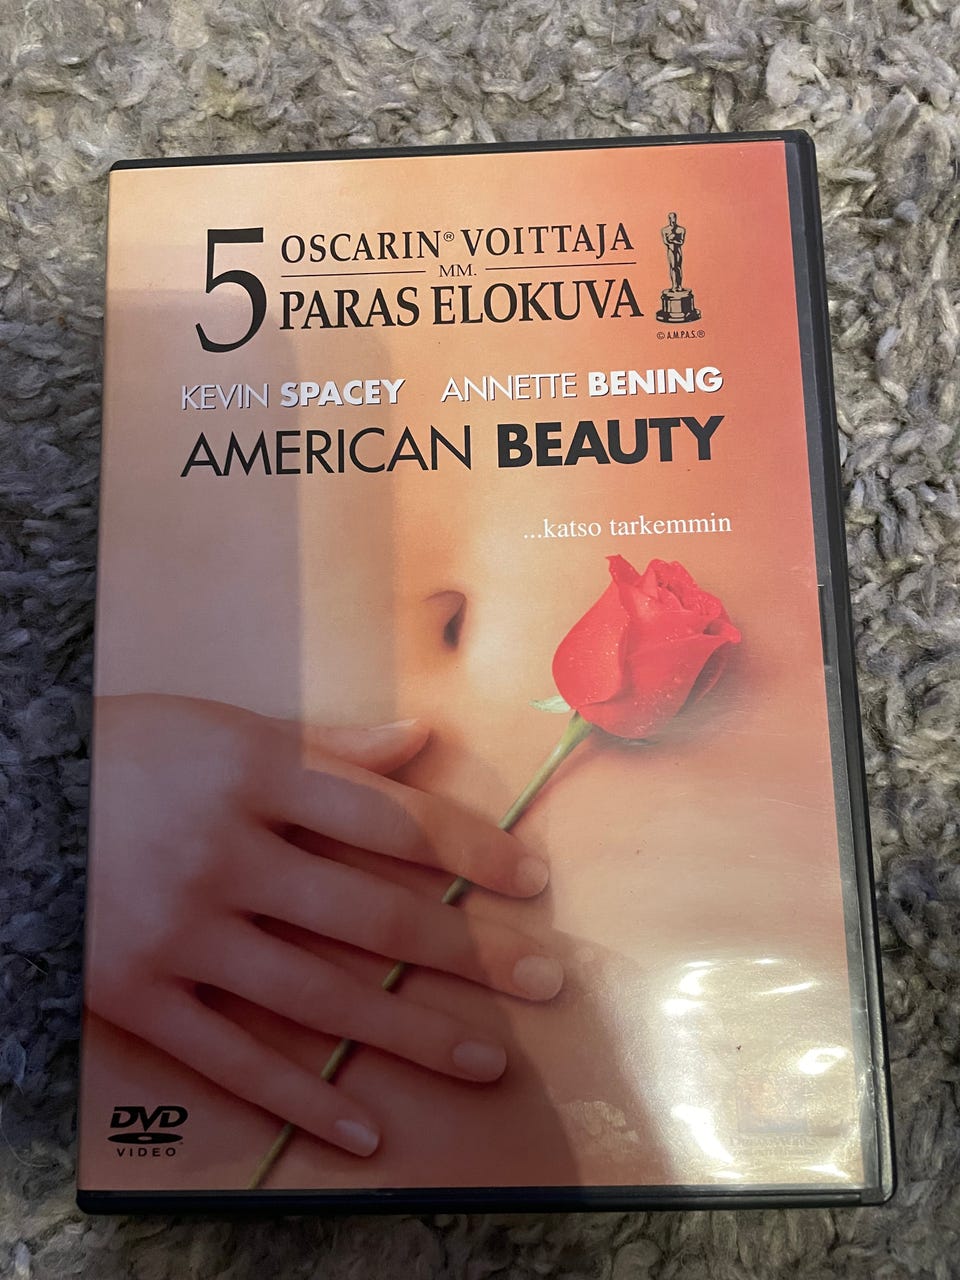 5 OSCARIN® VOITTAJA
MM.
PARAS ELOKUVA
© A.M.P.A.S.®
KEVIN SPACEY ANNETTE BENING
AMERICAN BEAUTY
...katso tarkemmin
DVD
VIDEO